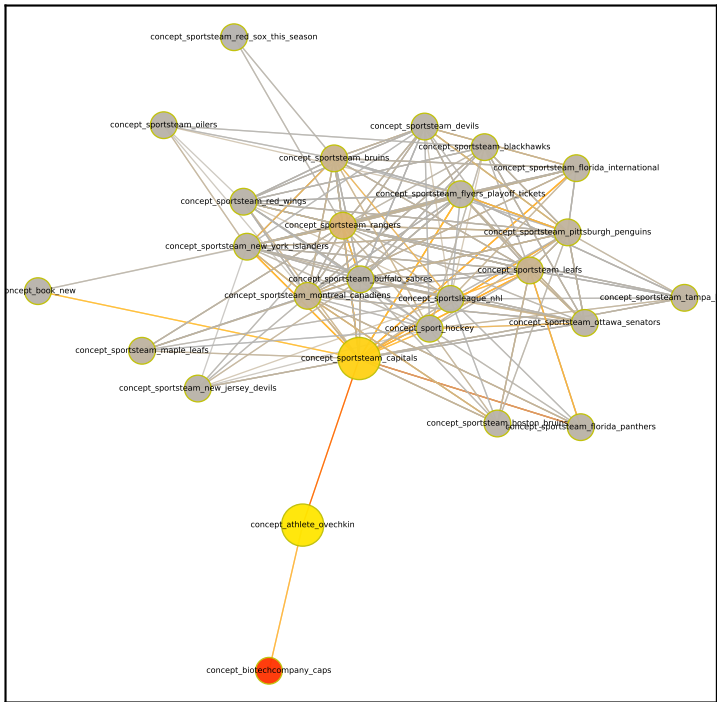 concept_sportsteam_red_sox_this_season
concept_sportsteam_oilers
concept_sportsteam_devils
concept_sportsteam_blackhawks
concept_sportsteam_bruins
concept_sportsteam_florida_international
concept_sportsteam_flyers_playoff_tickets
concept_sportsteam_red_wings
concept_sportsteam_rangers
concept_sportsteam_pittsburgh_penguins
concept_sportsteam_new_york_islanders
concept_sportsteam_leafs
concept_sportsteam_buffalo_sabres
concept_book_new
concept_sportsteam_montreal_canadiens
concept_sportsleague_nhl
concept_sportsteam_tampa_
concept_sportsteam_ottawa_senators
concept_sport_hockey
concept_sportsteam_maple_leafs
concept_sportsteam_capitals
concept_sportsteam_new_jersey_devils
concept_sportsteam_boston_bruins
concept_sportsteam_florida_panthers
concept_athlete_ovechkin
concept_biotechcompany_caps